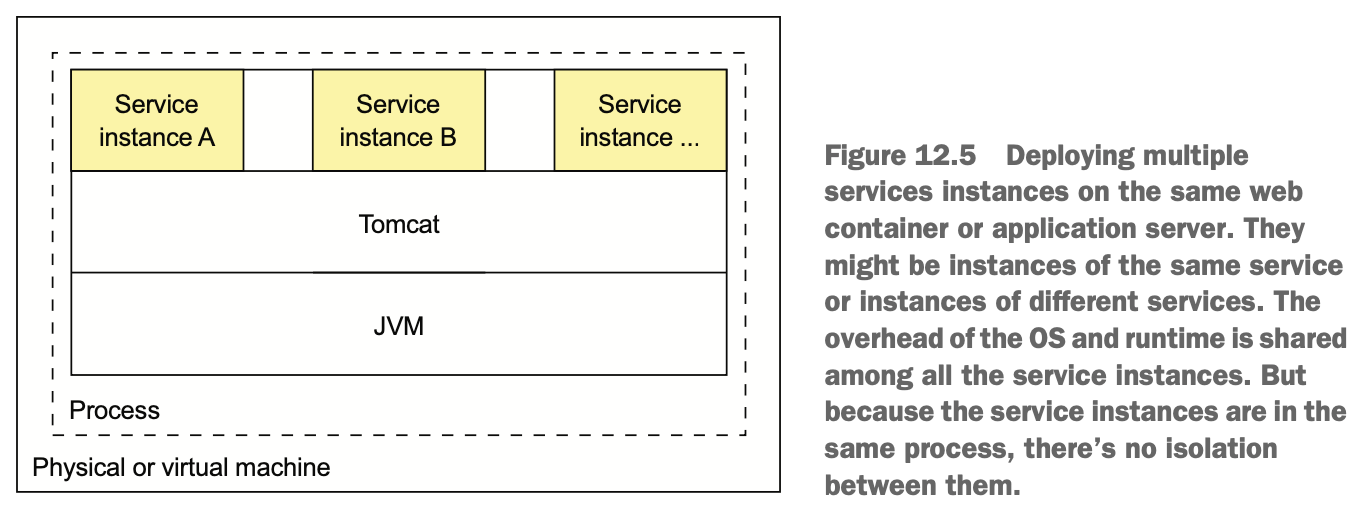 Service
instance A
Service
instance B
Service
instance ...
Tomcat
JVM
Process
Physical or virtual machine
Figure 12.5 Deploying multiple
services instances on the same web
container or application server. They
might be instances of the same service
or instances of different services. The
overhead of the OS and runtime is shared
among all the service instances. But
because the service instances are in the
same process, there’s no isolation
between them.